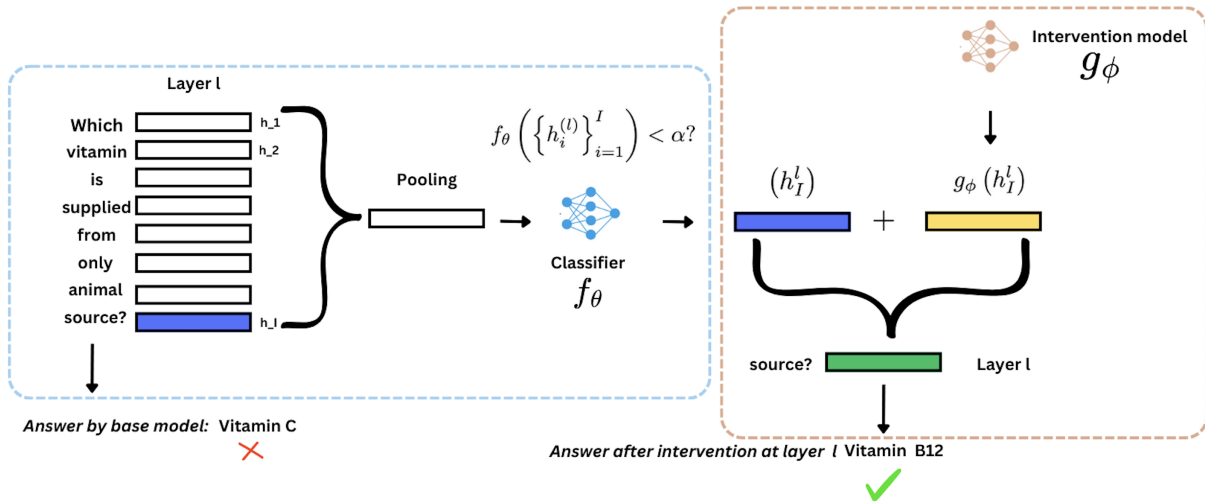 Layer l
Which
h_1
vitamin
h_2
is
supplied
from
only
animal
source?
h_I
Pooling
f_θ ( { h_i^{(l)} }_{i=1}^{I} ) < α?
Classifier
f_θ
Answer by base model: Vitamin C
Intervention model
g_ϕ
(h_I^l)
g_ϕ (h_I^l)
+
source?
Layer l
Answer after intervention at layer l Vitamin B12